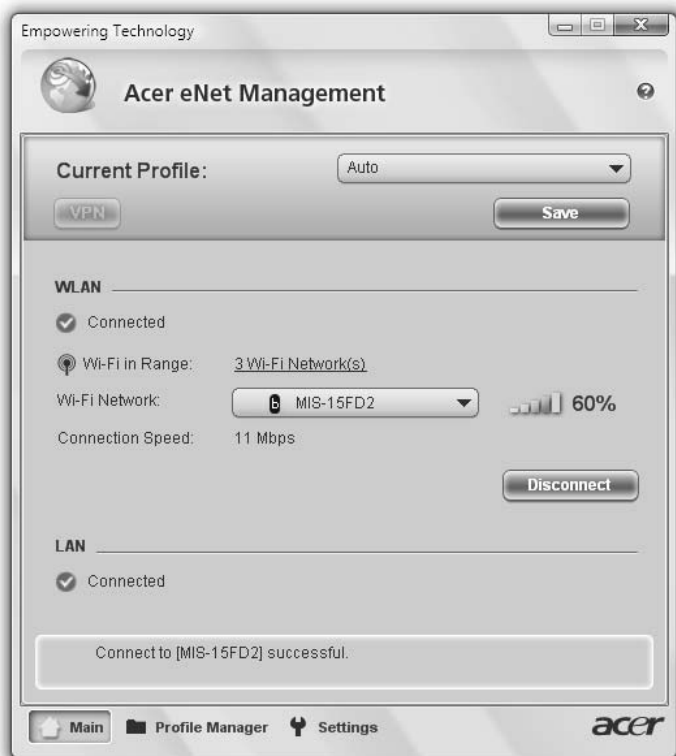 Empowering Technology
Acer eNet Management
Current Profile:
Auto
VPN
Save
WLAN
Connected
Wi-Fi in Range:
3 Wi-Fi Network(s)
Wi-Fi Network:
b MIS-15FD2
60%
Connection Speed:
11 Mbps
Disconnect
LAN
Connected
Connect to [MIS-15FD2] successful.
Main
Profile Manager
Settings
acer